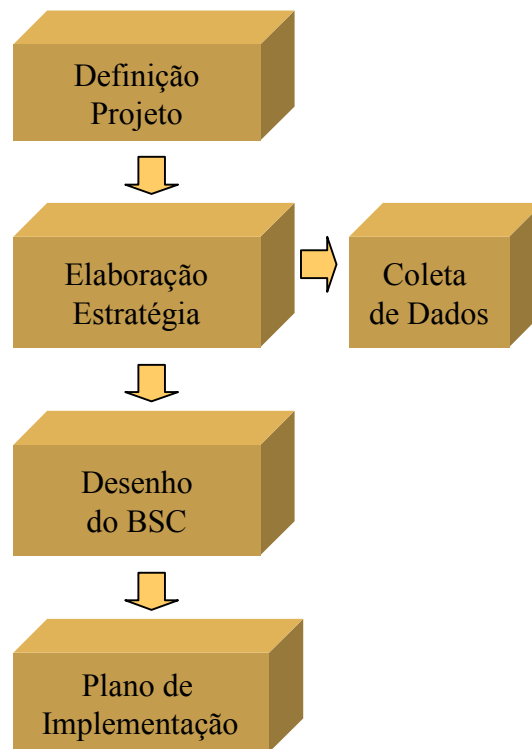 Definição
Projeto
Elaboração
Estratégia
Coleta
de Dados
Desenho
do BSC
Plano de
Implementação